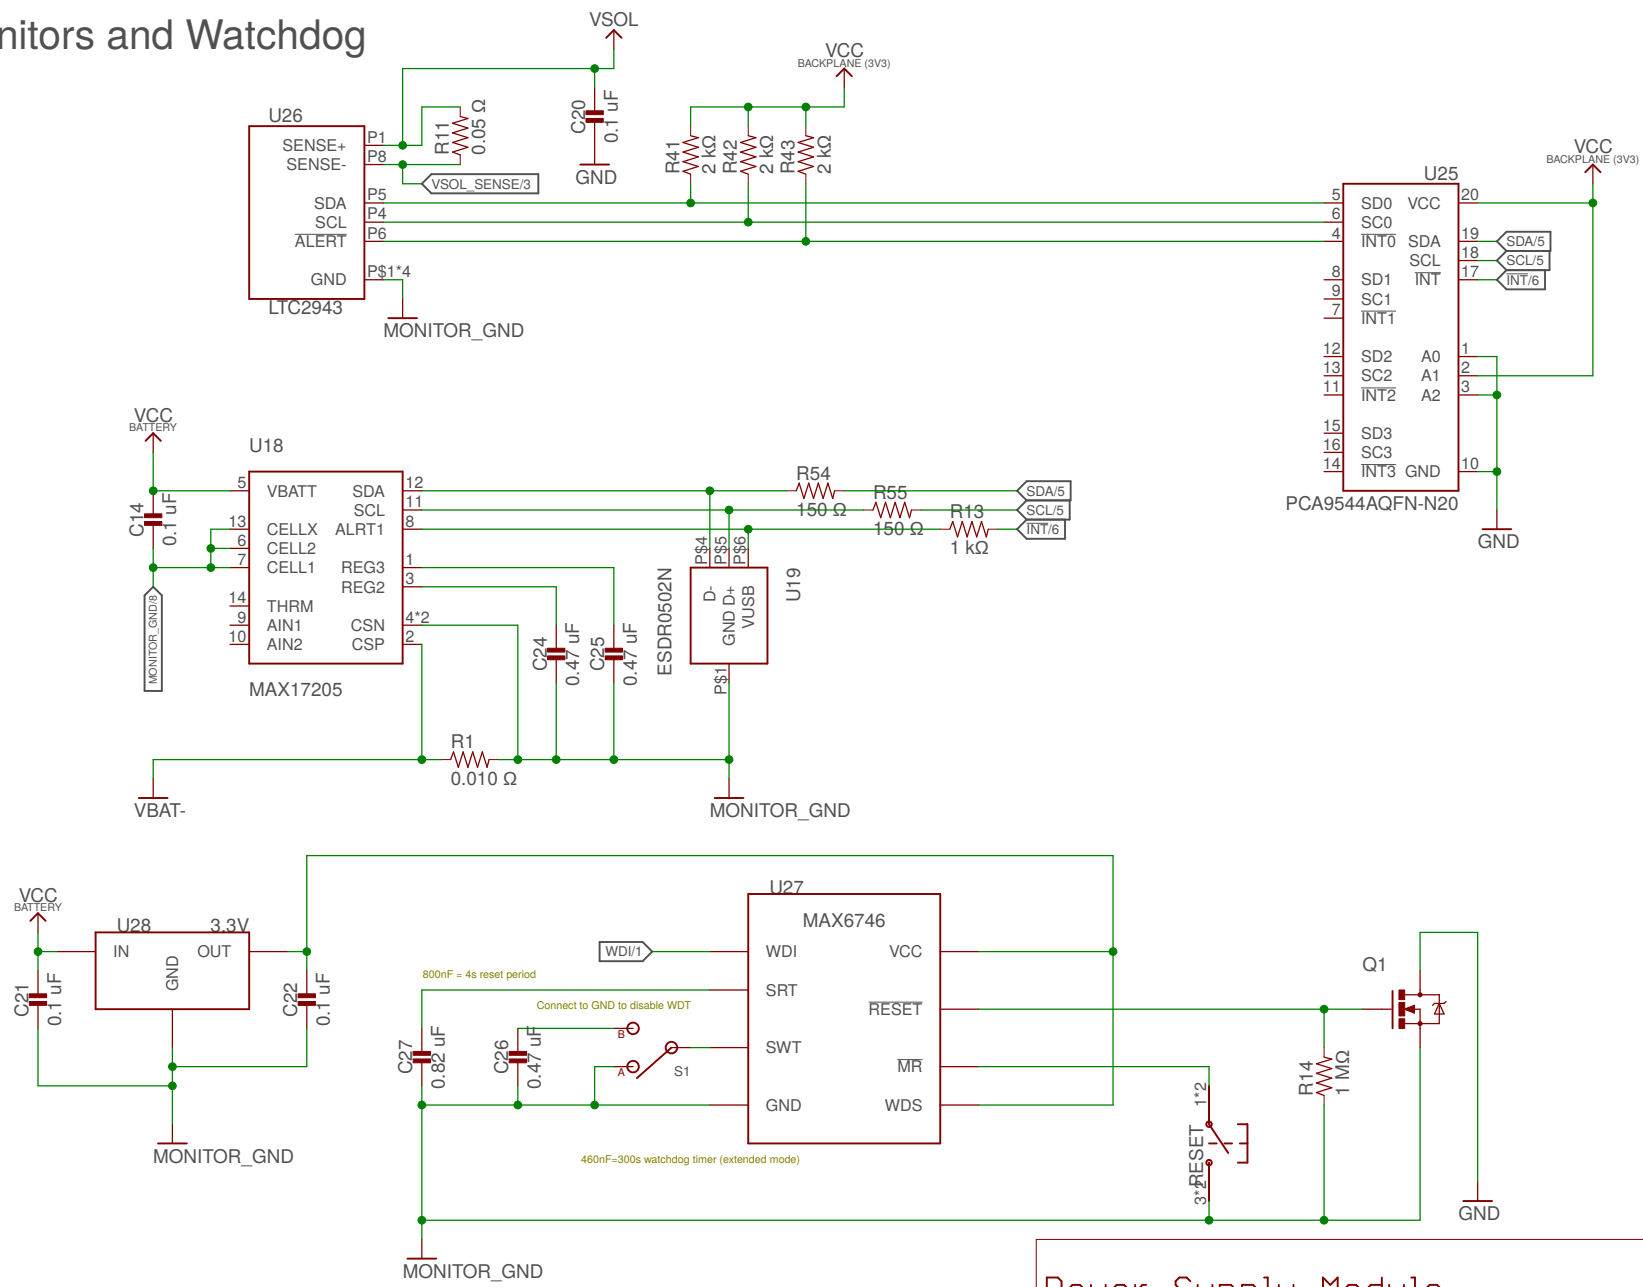 nitors and Watchdog
VSOL
VCC
BACKPLANE (3V3)
U26
SENSE+
SENSE-
SDA
SCL
ALERT
GND
P1
P8
P5
P4
P6
P$1*4
LTC2943
MONITOR_GND
R11
0.05 Ω
VSOL_SENSE/3
C20
0.1 uF
GND
R41
2 kΩ
R42
2 kΩ
R43
2 kΩ
VCC
BACKPLANE (3V3)
U25
5 SD0 VCC 20
6 SC0
4 INT0 SDA 19 SDA/5
SCL 18 SCL/5
8 SD1 INT 17 INT/6
9 SC1
7 INT1
12 SD2 A0 1
13 SC2 A1 2
11 INT2 A2 3
15 SD3
16 SC3
14 INT3 GND 10
PCA9544AQFN-N20
GND
VCC
BATTERY
C14
0.1 uF
MONITOR_GND/8
U18
5 VBATT SDA 12
SCL 11
13 CELLX ALRT1 8
6 CELL2
7 CELL1 REG3 1
REG2 3
14 THRM
9 AIN1 CSN 4*2
10 AIN2 CSP 2
MAX17205
R54
150 Ω
R55
150 Ω
R13
1 kΩ
SDA/5
SCL/5
INT/6
P$4
P$5
P$6
D-
GND D+
VUSB
U19
ESDR0502N
P$1
C24
0.47 uF
C25
0.47 uF
R1
0.010 Ω
VBAT-
MONITOR_GND
VCC
BATTERY
U28 3.3V
IN OUT
GND
C21
0.1 uF
C22
0.1 uF
MONITOR_GND
U27
MAX6746
WDI/1
WDI VCC
SRT
RESET
SWT
MR
GND WDS
800nF = 4s reset period
Connect to GND to disable WDT
B
A
S1
C27
0.82 uF
C26
0.47 uF
460nF=300s watchdog timer (extended mode)
MONITOR_GND
1*2
RESET
3*2
R14
1 MΩ
Q1
GND
Power Supply Module